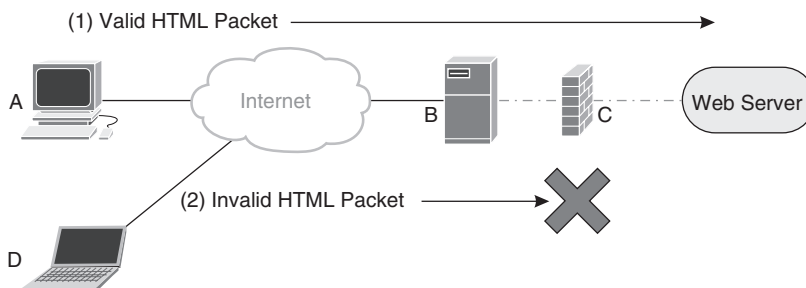 (1) Valid HTML Packet
A
Internet
B
C
Web Server
(2) Invalid HTML Packet
D